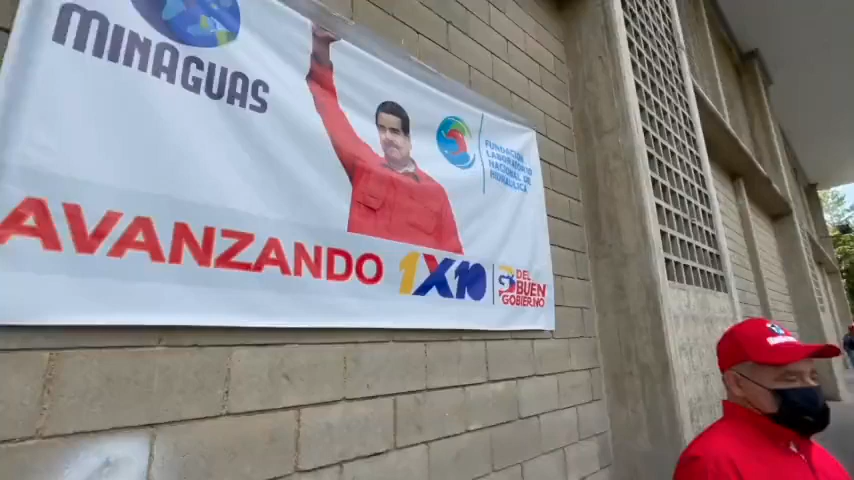 MINAGUAS
FUNDACIÓN
LABORATORIO
NACIONAL DE
HIDRÁULICA
AVANZANDO 1X10 DEL
BUEN
GOBIERNO